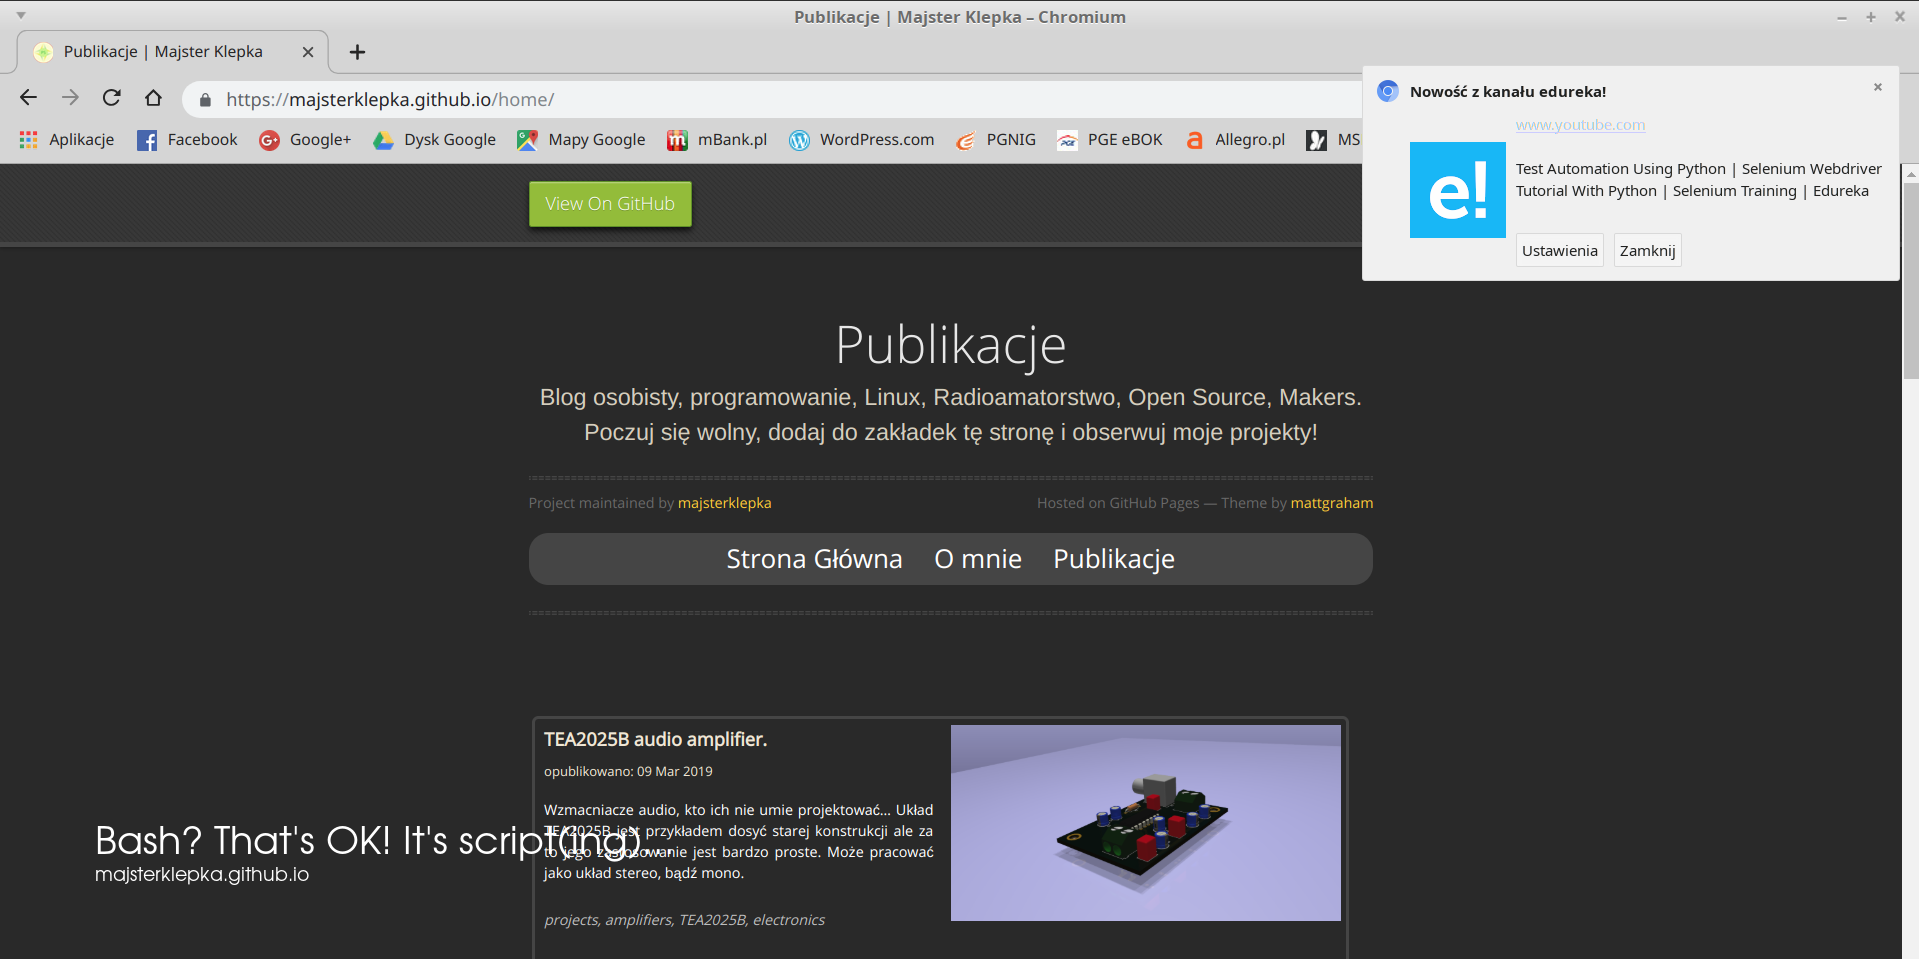 Publikacje | Majster Klepka – Chromium
Publikacje | Majster Klepka
https://majsterklepka.github.io/home/
Aplikacje Facebook Google+ Dysk Google Mapy Google mBank.pl WordPress.com PGNIG PGE eBOK Allegro.pl MS
Nowość z kanału edureka!
www.youtube.com
e!
Test Automation Using Python | Selenium Webdriver
Tutorial With Python | Selenium Training | Edureka
Ustawienia Zamknij
View On GitHub
Publikacje
Blog osobisty, programowanie, Linux, Radioamatorstwo, Open Source, Makers.
Poczuj się wolny, dodaj do zakładek tę stronę i obserwuj moje projekty!
Project maintained by majsterklepka
Hosted on GitHub Pages — Theme by mattgraham
Strona Główna O mnie Publikacje
TEA2025B audio amplifier.
opublikowano: 09 Mar 2019
Wzmacniacze audio, kto ich nie umie projektować... Układ
TEA2025B jest przykładem dosyć starej konstrukcji ale za
to jego zastosowanie jest bardzo proste. Może pracować
jako układ stereo, bądź mono.
projects, amplifiers, TEA2025B, electronics
Bash? That's OK! It's script(ing)...
majsterklepka.github.io